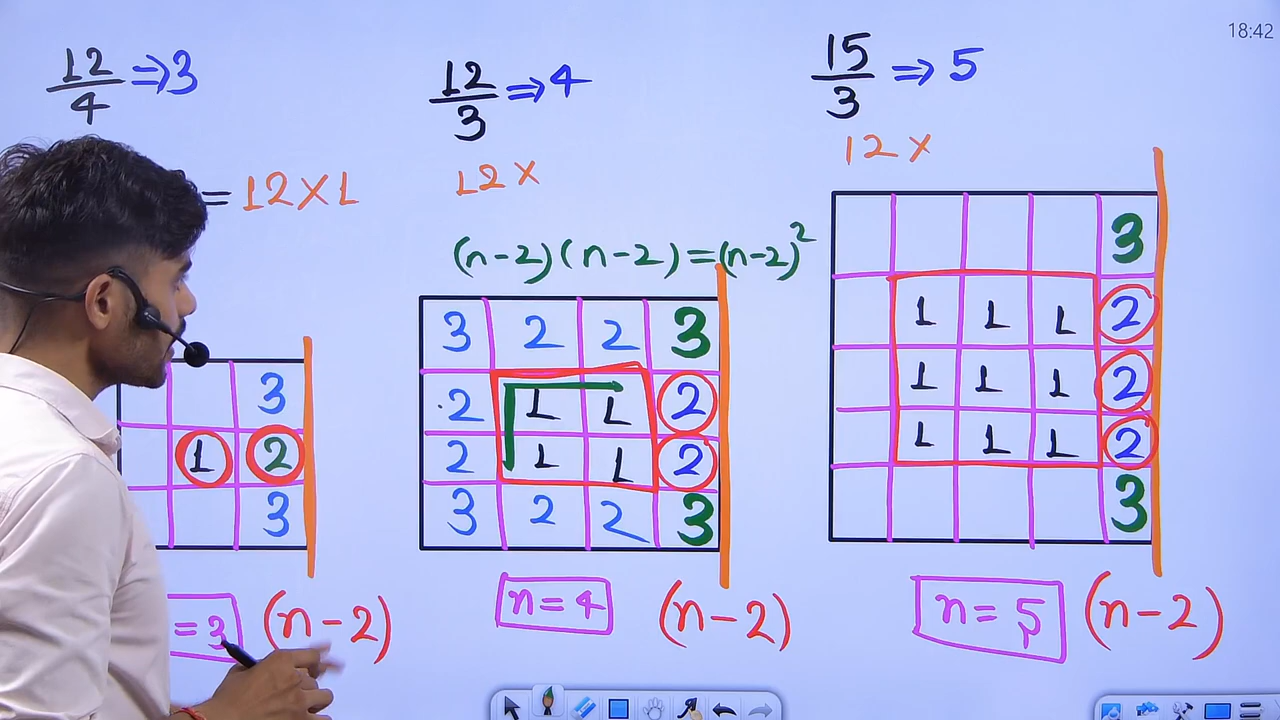 18:42
12/4 ⇒ 3
= 12 × 1
3
1 2
3
= 3 (n-2)
12/3 ⇒ 4
12 ×
(n-2)(n-2) = (n-2)²
3 2 2 3
2 1 1 2
2 1 1 2
3 2 2 3
n = 4 (n-2)
15/3 ⇒ 5
12 ×
3
1 1 1 2
1 1 1 2
1 1 1 2
3
n = 5 (n-2)